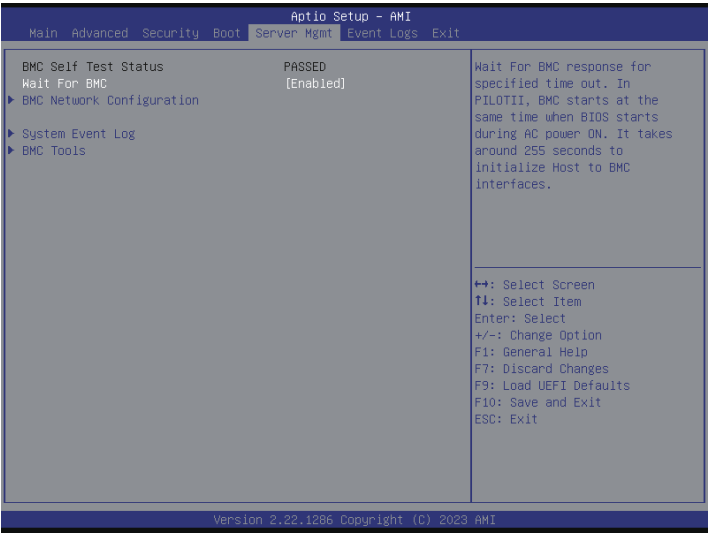 Aptio Setup – AMI
Main Advanced Security Boot Server Mgmt Event Logs Exit
BMC Self Test Status PASSED
Wait For BMC [Enabled]
▶ BMC Network Configuration
▶ System Event Log
▶ BMC Tools
Wait For BMC response for
specified time out. In
PILOTII, BMC starts at the
same time when BIOS starts
during AC power ON. It takes
around 255 seconds to
initialize Host to BMC
interfaces.
↔: Select Screen
↑↓: Select Item
Enter: Select
+/-: Change Option
F1: General Help
F7: Discard Changes
F9: Load UEFI Defaults
F10: Save and Exit
ESC: Exit
Version 2.22.1286 Copyright (C) 2023 AMI